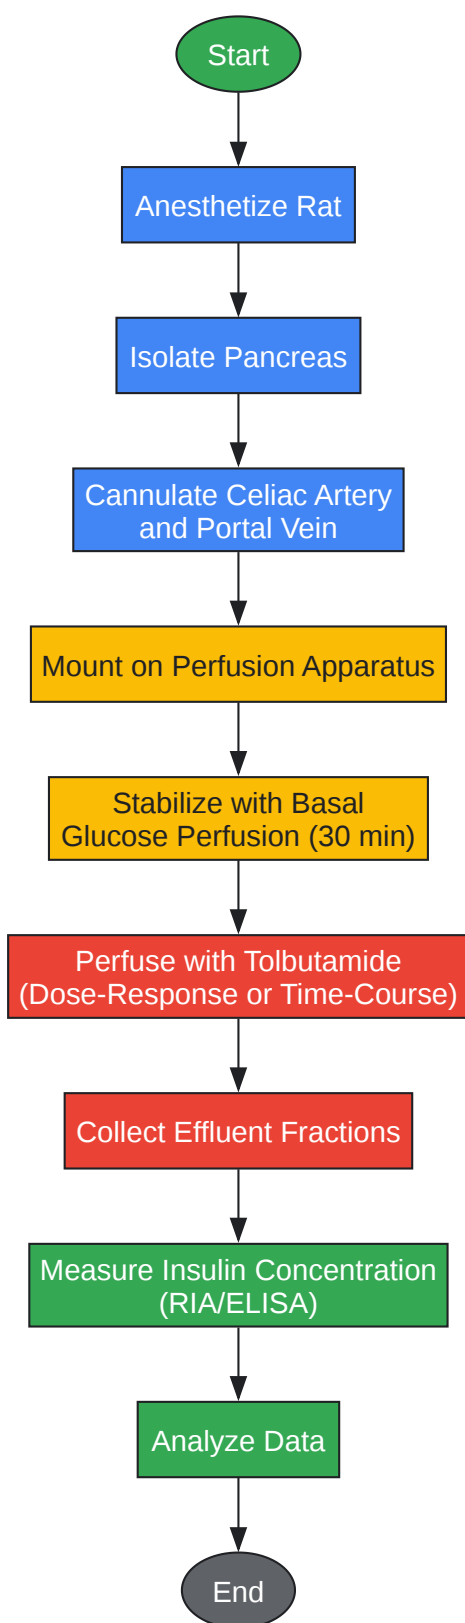 Start
Anesthetize Rat
Isolate Pancreas
Cannulate Celiac Artery
and Portal Vein
Mount on Perfusion Apparatus
Stabilize with Basal
Glucose Perfusion (30 min)
Perfuse with Tolbutamide
(Dose-Response or Time-Course)
Collect Effluent Fractions
Measure Insulin Concentration
(RIA/ELISA)
Analyze Data
End